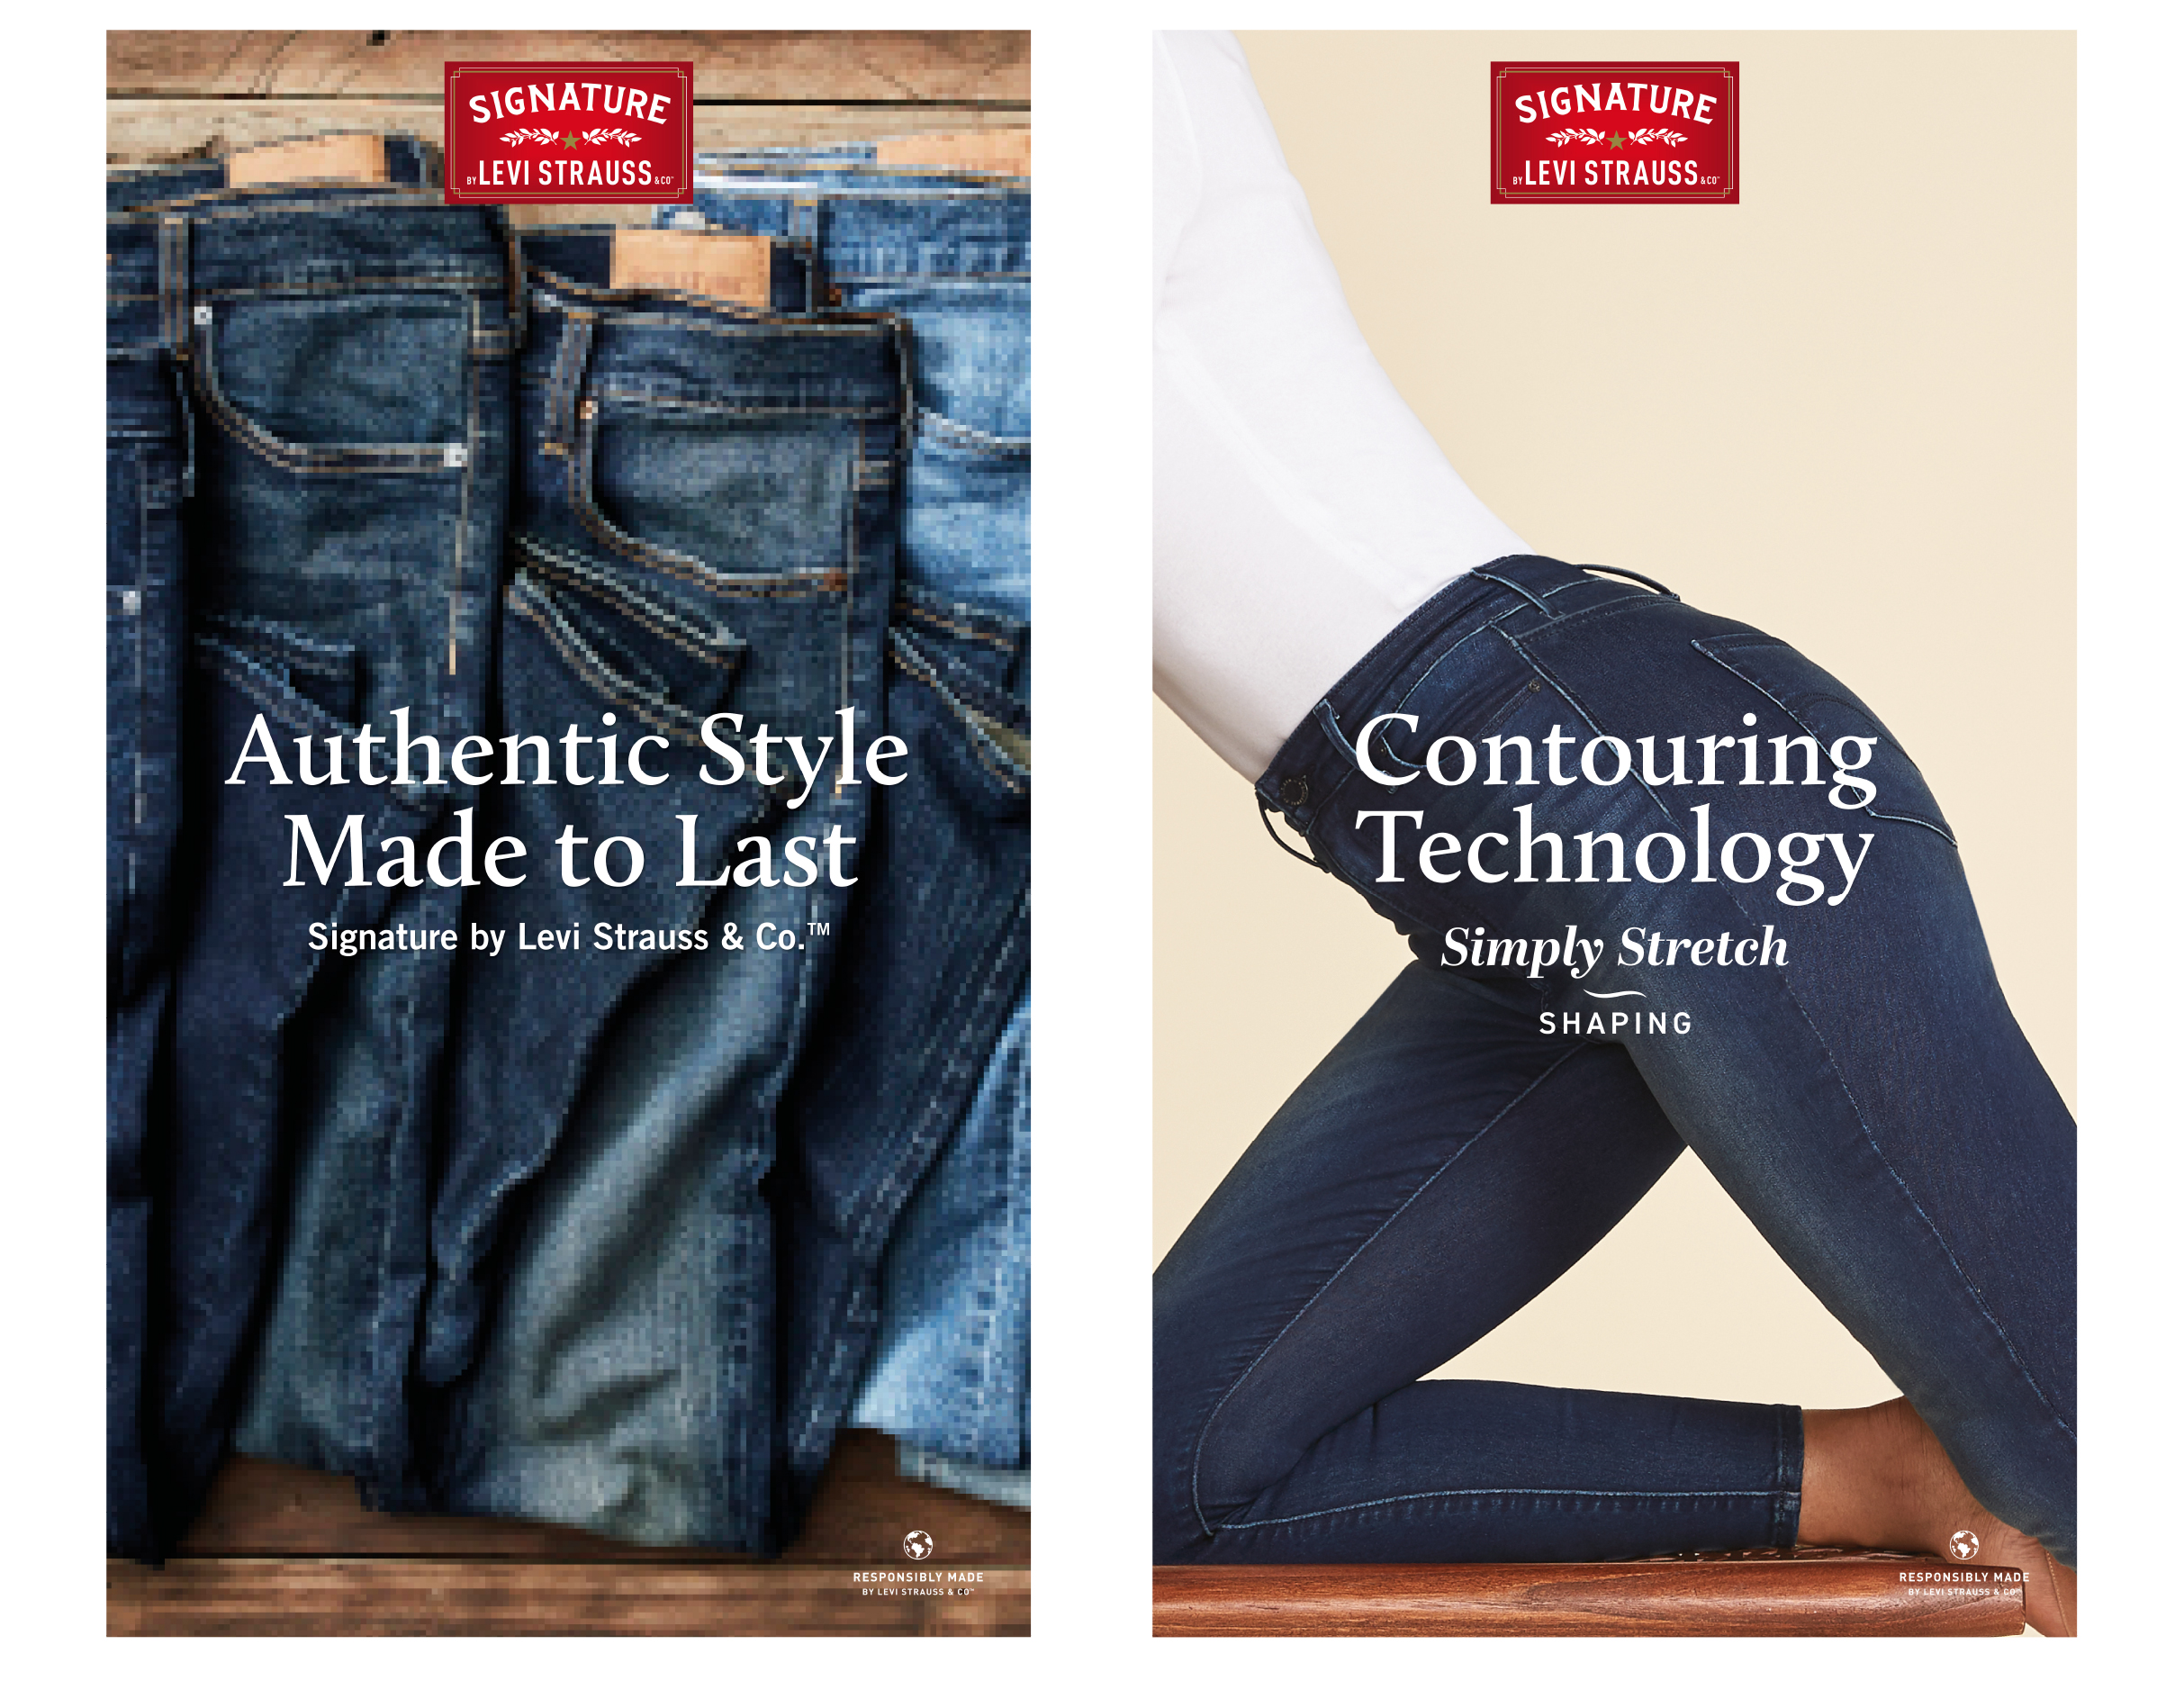 SIGNATURE
BY LEVI STRAUSS & CO™
Authentic Style
Made to Last
Signature by Levi Strauss & Co.™
RESPONSIBLY MADE
BY LEVI STRAUSS & CO™
SIGNATURE
BY LEVI STRAUSS & CO™
Contouring
Technology
Simply Stretch
SHAPING
RESPONSIBLY MADE
BY LEVI STRAUSS & CO™